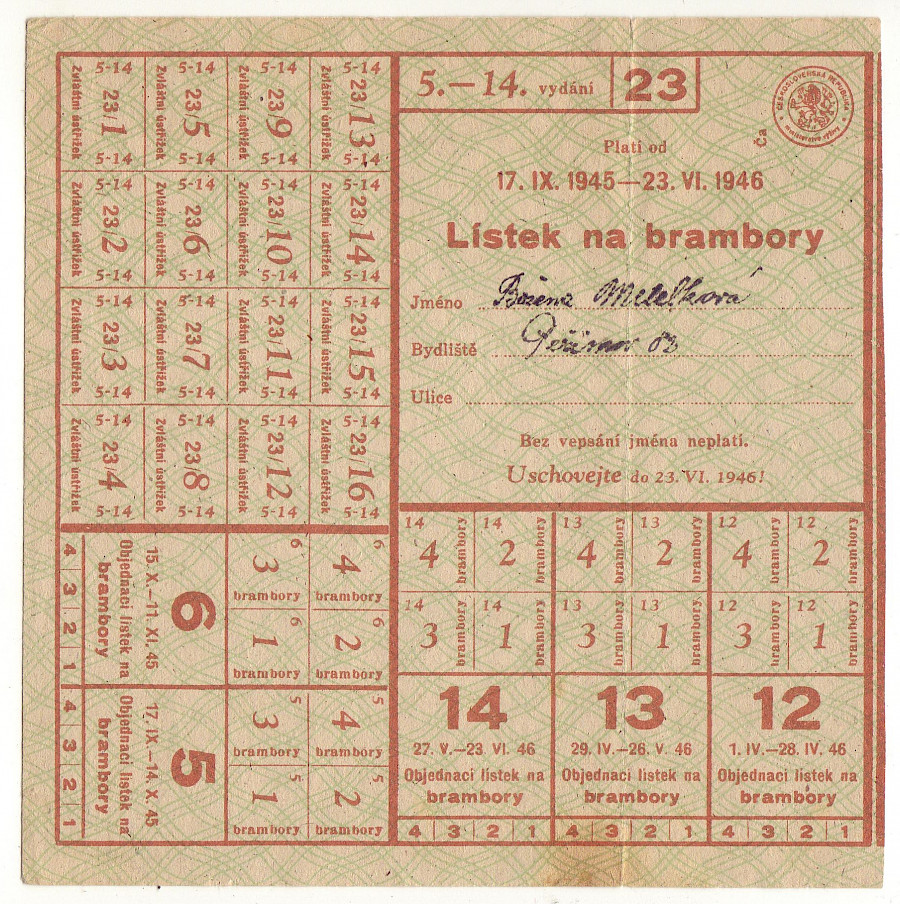 5-14 5-14 5-14 5-14
Zvláštní ústřižek 23/1 Zvláštní ústřižek 23/5 Zvláštní ústřižek 23/9 Zvláštní ústřižek 23/13
5-14 5-14 5-14 5-14
5-14 5-14 5-14 5-14
Zvláštní ústřižek 23/2 Zvláštní ústřižek 23/6 Zvláštní ústřižek 23/10 Zvláštní ústřižek 23/14
5-14 5-14 5-14 5-14
5-14 5-14 5-14 5-14
Zvláštní ústřižek 23/3 Zvláštní ústřižek 23/7 Zvláštní ústřižek 23/11 Zvláštní ústřižek 23/15
5-14 5-14 5-14 5-14
5-14 5-14 5-14 5-14
Zvláštní ústřižek 23/4 Zvláštní ústřižek 23/8 Zvláštní ústřižek 23/12 Zvláštní ústřižek 23/16
5-14 5-14 5-14 5-14
5.—14. vydání 23
ČESKOSLOVENSKÁ REPUBLIKA
ministerstvo výživy
Ča
Platí od
17. IX. 1945—23. VI. 1946
Lístek na brambory
Jméno Božena Metelková
Bydliště
Ulice
Bez vepsání jména neplatí.
Uschovejte do 23. VI. 1946!
6
15. X.—11. XI. 45
Objednací lístek na
brambory
4 3 2 1
6 3 brambory 6 4 brambory
6 1 brambory 2 brambory
5
17. IX.—14. X. 45
Objednací lístek na
brambory
4 3 2 1
5 3 brambory 5 4 brambory
5 1 brambory 5 2 brambory
14 4 brambory 14 2 brambory 13 4 brambory 13 2 brambory 12 4 brambory 12 2 brambory
14 3 brambory 14 1 brambory 13 3 brambory 13 1 brambory 12 3 brambory 12 1 brambory
14 13 12
27. V.—23. VI. 46 29. IV.—26. V. 46 1. IV.—28. IV. 46
Objednací lístek na Objednací lístek na Objednací lístek na
brambory brambory brambory
4 3 2 1 4 3 2 1 4 3 2 1